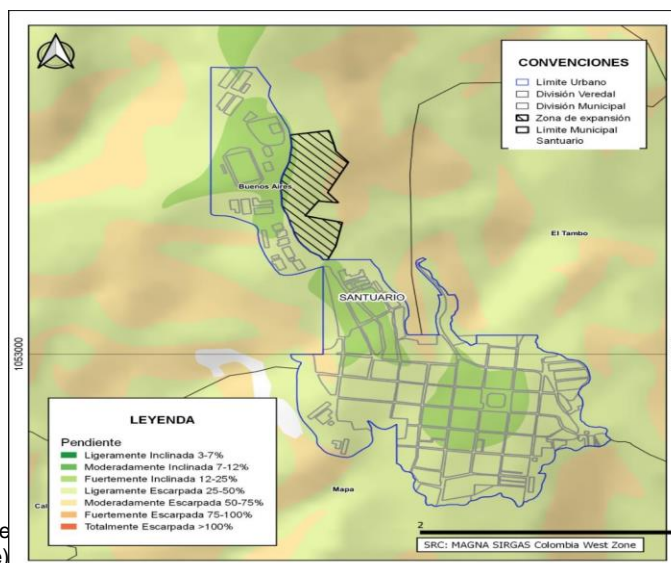 CONVENCIONES
Límite Urbano
División Veredal
División Municipal
Zona de expansión
Límite Municipal
Santuario
Buenos Aires
El Tambo
SANTUARIO
1053000
LEYENDA
Pendiente
Ligeramente Inclinada 3-7%
Moderadamente Inclinada 7-12%
Fuertemente Inclinada 12-25%
Ligeramente Escarpada 25-50%
Moderadamente Escarpada 50-75%
Fuertemente Escarpada 75-100%
Totalmente Escarpada >100%
Mapa
2
SRC: MAGNA SIRGAS Colombia West Zone